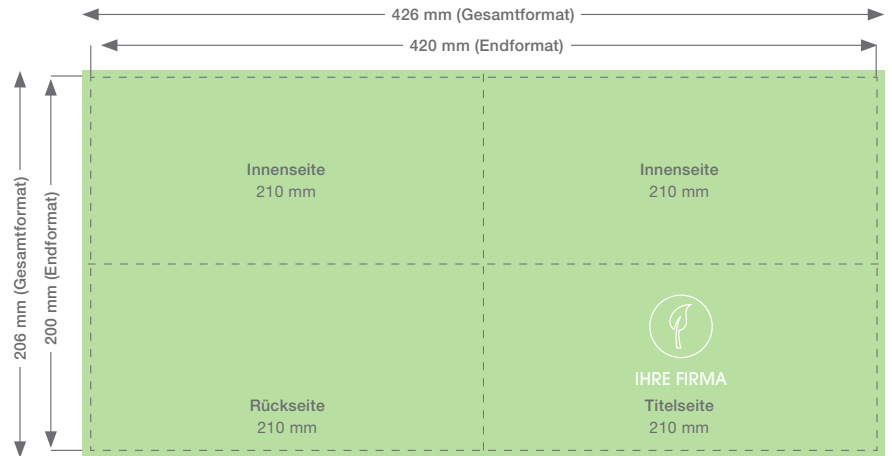 426 mm (Gesamtformat)
420 mm (Endformat)
206 mm (Gesamtformat)
200 mm (Endformat)
Innenseite
210 mm
Innenseite
210 mm
IHRE FIRMA
Rückseite
210 mm
Titelseite
210 mm